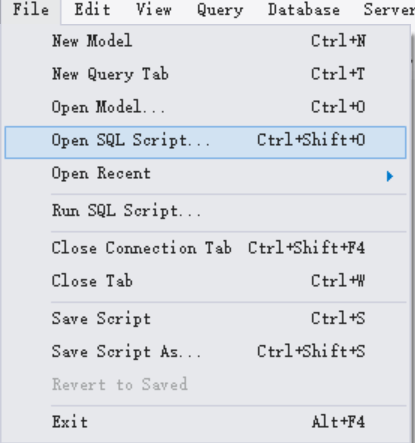 File Edit View Query Database Server
New Model Ctrl+N
New Query Tab Ctrl+T
Open Model... Ctrl+O
Open SQL Script... Ctrl+Shift+O
Open Recent
Run SQL Script...
Close Connection Tab Ctrl+Shift+F4
Close Tab Ctrl+W
Save Script Ctrl+S
Save Script As... Ctrl+Shift+S
Revert to Saved
Exit Alt+F4